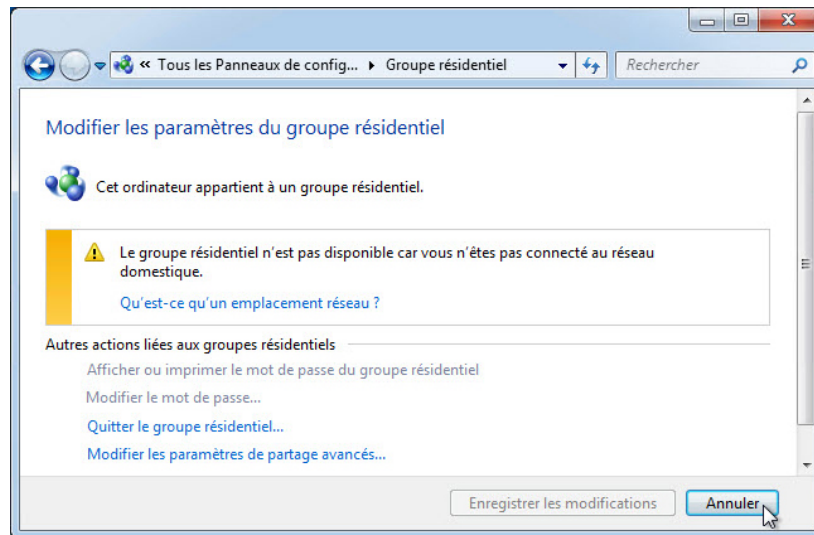 « Tous les Panneaux de config... ▸ Groupe résidentiel
Rechercher
Modifier les paramètres du groupe résidentiel
Cet ordinateur appartient à un groupe résidentiel.
Le groupe résidentiel n'est pas disponible car vous n'êtes pas connecté au réseau
domestique.
Qu'est-ce qu'un emplacement réseau ?
Autres actions liées aux groupes résidentiels
Afficher ou imprimer le mot de passe du groupe résidentiel
Modifier le mot de passe...
Quitter le groupe résidentiel...
Modifier les paramètres de partage avancés...
Enregistrer les modifications
Annuler